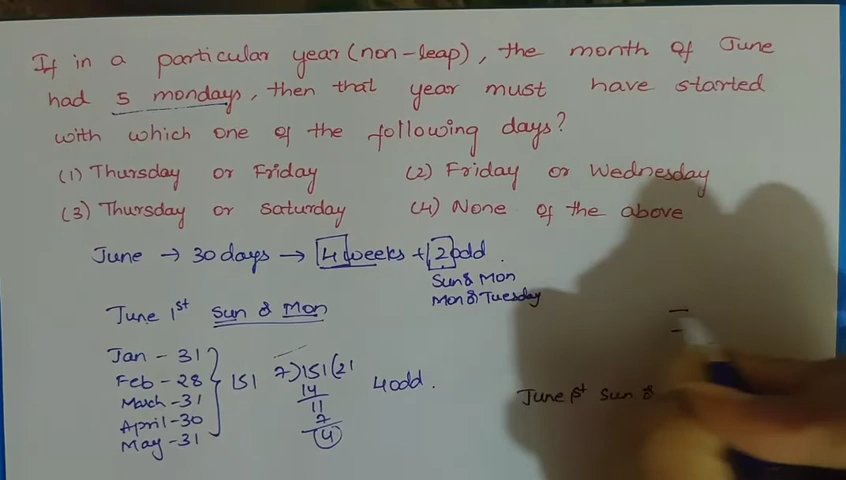 If in a particular year (non-leap), the month of June
had 5 mondays, then that year must have started
with which one of the following days?
(1) Thursday or Friday (2) Friday or Wednesday
(3) Thursday or Saturday (4) None of the above
June → 30 days → 4 weeks + 2 odd.
Sun & Mon
Mon & Tuesday
June 1st Sun & Mon
Jan - 31
Feb - 28
March - 31
April - 30
May - 31
151
7)151(21
14
11
7
4
4 odd.
June 1st Sun &